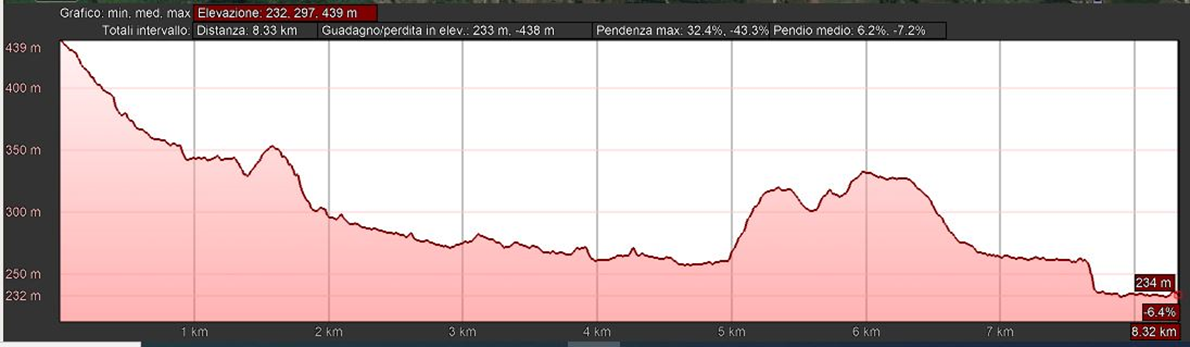 Grafico: min. med. max Elevazione: 232, 297, 439 m
Totali intervallo: Distanza: 8.33 km Guadagno/perdita in elev.: 233 m, -438 m Pendenza max: 32.4%, -43.3% Pendio medio: 6.2%, -7.2%
439 m
400 m
350 m
300 m
250 m
232 m
234 m
-6.4%
1 km 2 km 3 km 4 km 5 km 6 km 7 km 8.32 km